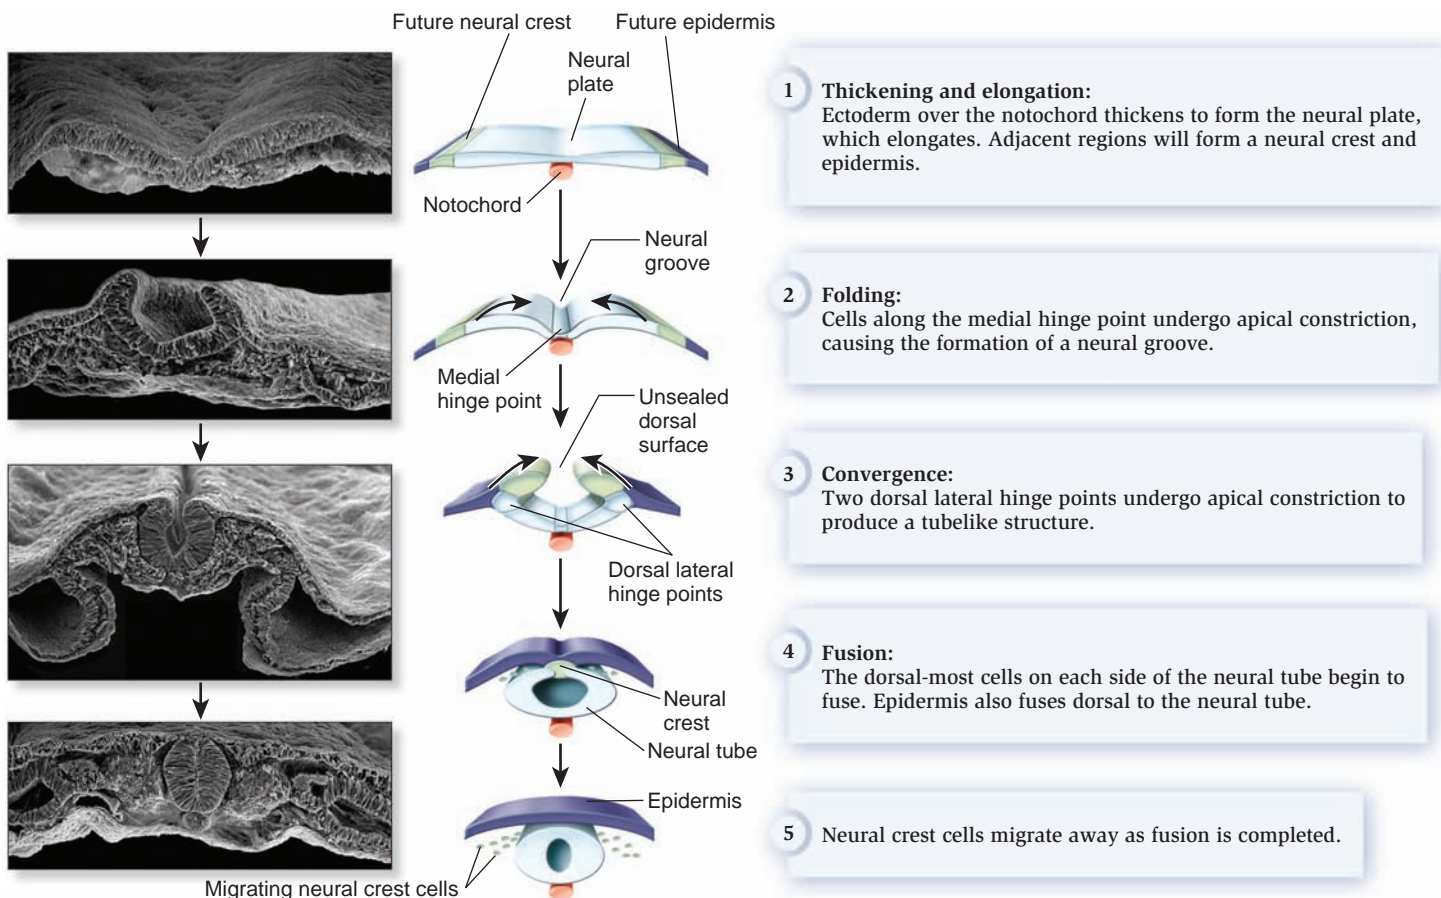 Future neural crest
Future epidermis
Neural
plate
Notochord
1 Thickening and elongation:
Ectoderm over the notochord thickens to form the neural plate,
which elongates. Adjacent regions will form a neural crest and
epidermis.
Neural
groove
Medial
hinge point
2 Folding:
Cells along the medial hinge point undergo apical constriction,
causing the formation of a neural groove.
Unsealed
dorsal
surface
Dorsal lateral
hinge points
3 Convergence:
Two dorsal lateral hinge points undergo apical constriction to
produce a tubelike structure.
Neural
crest
Neural tube
4 Fusion:
The dorsal-most cells on each side of the neural tube begin to
fuse. Epidermis also fuses dorsal to the neural tube.
Epidermis
Migrating neural crest cells
5 Neural crest cells migrate away as fusion is completed.